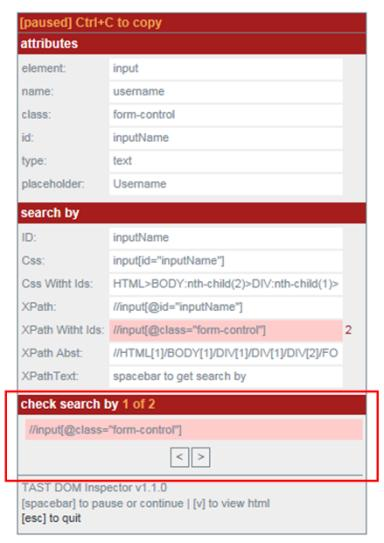 [paused] Ctrl+C to copy
attributes
element: input
name: username
class: form-control
id: inputName
type: text
placeholder: Username
search by
ID: inputName
Css: input[id="inputName"]
Css Witht Ids: HTML>BODY:nth-child(2)>DIV:nth-child(1)>
XPath: //input[@id="inputName"]
XPath Witht Ids: //input[@class="form-control"] 2
XPath Abst: //HTML[1]/BODY[1]/DIV[1]/DIV[1]/DIV[2]/FO
XPathText: spacebar to get search by
check search by 1 of 2
//input[@class="form-control"]
< >
TAST DOM Inspector v1.1.0
[spacebar] to pause or continue | [v] to view html
[esc] to quit